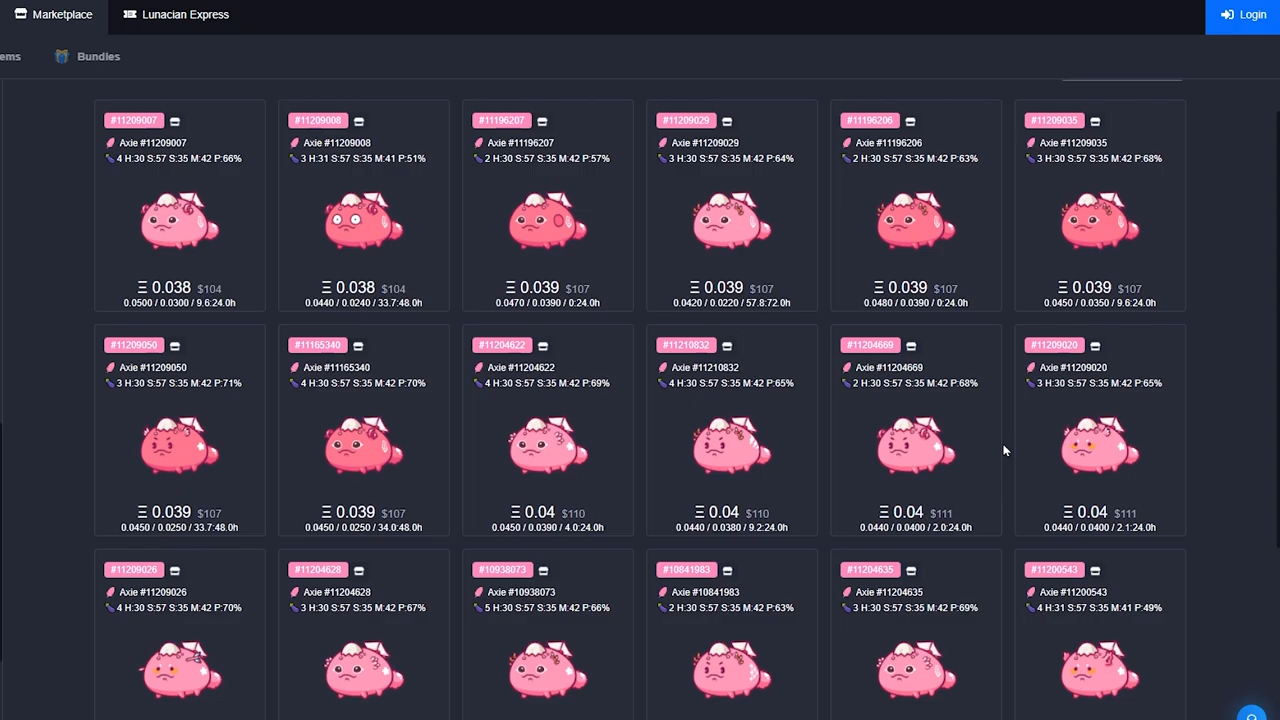 Marketplace
Lunacian Express
Login
ems
Bundles
#11209007
Axie #11209007
4 H:30 S:57 S:35 M:42 P:66%
Ξ 0.038 $104
0.0500 / 0.0300 / 9.6:24.0h
#11209008
Axie #11209008
3 H:31 S:57 S:35 M:41 P:51%
Ξ 0.038 $104
0.0440 / 0.0240 / 33.7:48.0h
#11196207
Axie #11196207
2 H:30 S:57 S:35 M:42 P:57%
Ξ 0.039 $107
0.0470 / 0.0390 / 0:24.0h
#11209029
Axie #11209029
3 H:30 S:57 S:35 M:42 P:64%
Ξ 0.039 $107
0.0420 / 0.0220 / 57.8:72.0h
#11196206
Axie #11196206
2 H:30 S:57 S:35 M:42 P:63%
Ξ 0.039 $107
0.0480 / 0.0390 / 0:24.0h
#11209035
Axie #11209035
3 H:30 S:57 S:35 M:42 P:68%
Ξ 0.039 $107
0.0450 / 0.0350 / 9.6:24.0h
#11209050
Axie #11209050
3 H:30 S:57 S:35 M:42 P:71%
Ξ 0.039 $107
0.0450 / 0.0250 / 33.7:48.0h
#11165340
Axie #11165340
4 H:30 S:57 S:35 M:42 P:70%
Ξ 0.039 $107
0.0450 / 0.0250 / 34.0:48.0h
#11204622
Axie #11204622
4 H:30 S:57 S:35 M:42 P:69%
Ξ 0.04 $110
0.0450 / 0.0390 / 4.0:24.0h
#11210832
Axie #11210832
4 H:30 S:57 S:35 M:42 P:65%
Ξ 0.04 $110
0.0440 / 0.0380 / 9.2:24.0h
#11204669
Axie #11204669
2 H:30 S:57 S:35 M:42 P:68%
Ξ 0.04 $111
0.0440 / 0.0400 / 2.0:24.0h
#11209020
Axie #11209020
3 H:30 S:57 S:35 M:42 P:65%
Ξ 0.04 $111
0.0440 / 0.0400 / 2.1:24.0h
#11209026
Axie #11209026
4 H:30 S:57 S:35 M:42 P:70%
#11204628
Axie #11204628
3 H:30 S:57 S:35 M:42 P:67%
#10938073
Axie #10938073
5 H:30 S:57 S:35 M:42 P:66%
#10841983
Axie #10841983
2 H:30 S:57 S:35 M:42 P:63%
#11204635
Axie #11204635
3 H:30 S:57 S:35 M:42 P:69%
#11200543
Axie #11200543
4 H:31 S:57 S:35 M:41 P:49%